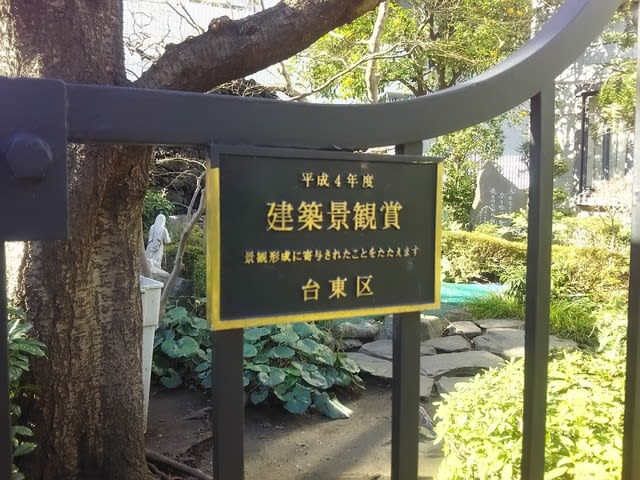 平成4年度
建築景観賞
景観形成に寄与されたことをたたえます
台東区